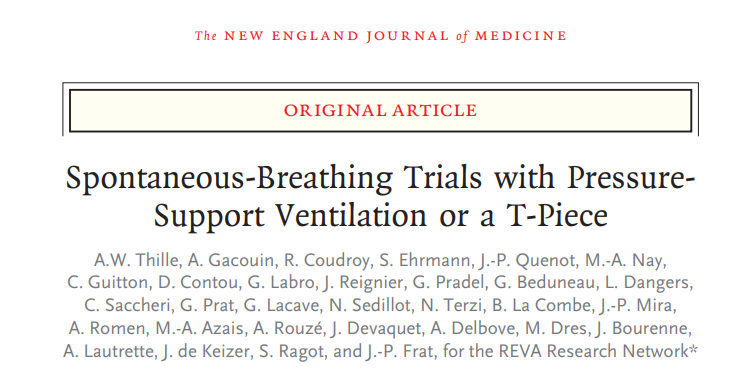 The NEW ENGLAND JOURNAL of MEDICINE
ORIGINAL ARTICLE
Spontaneous-Breathing Trials with Pressure-
Support Ventilation or a T-Piece
A.W. Thille, A. Gacouin, R. Coudroy, S. Ehrmann, J.-P. Quenot, M.-A. Nay,
C. Guitton, D. Contou, G. Labro, J. Reignier, G. Pradel, G. Beduneau, L. Dangers,
C. Saccheri, G. Prat, G. Lacave, N. Sedillot, N. Terzi, B. La Combe, J.-P. Mira,
A. Romen, M.-A. Azais, A. Rouzé, J. Devaquet, A. Delbove, M. Dres, J. Bourenne,
A. Lautrette, J. de Keizer, S. Ragot, and J.-P. Frat, for the REVA Research Network*